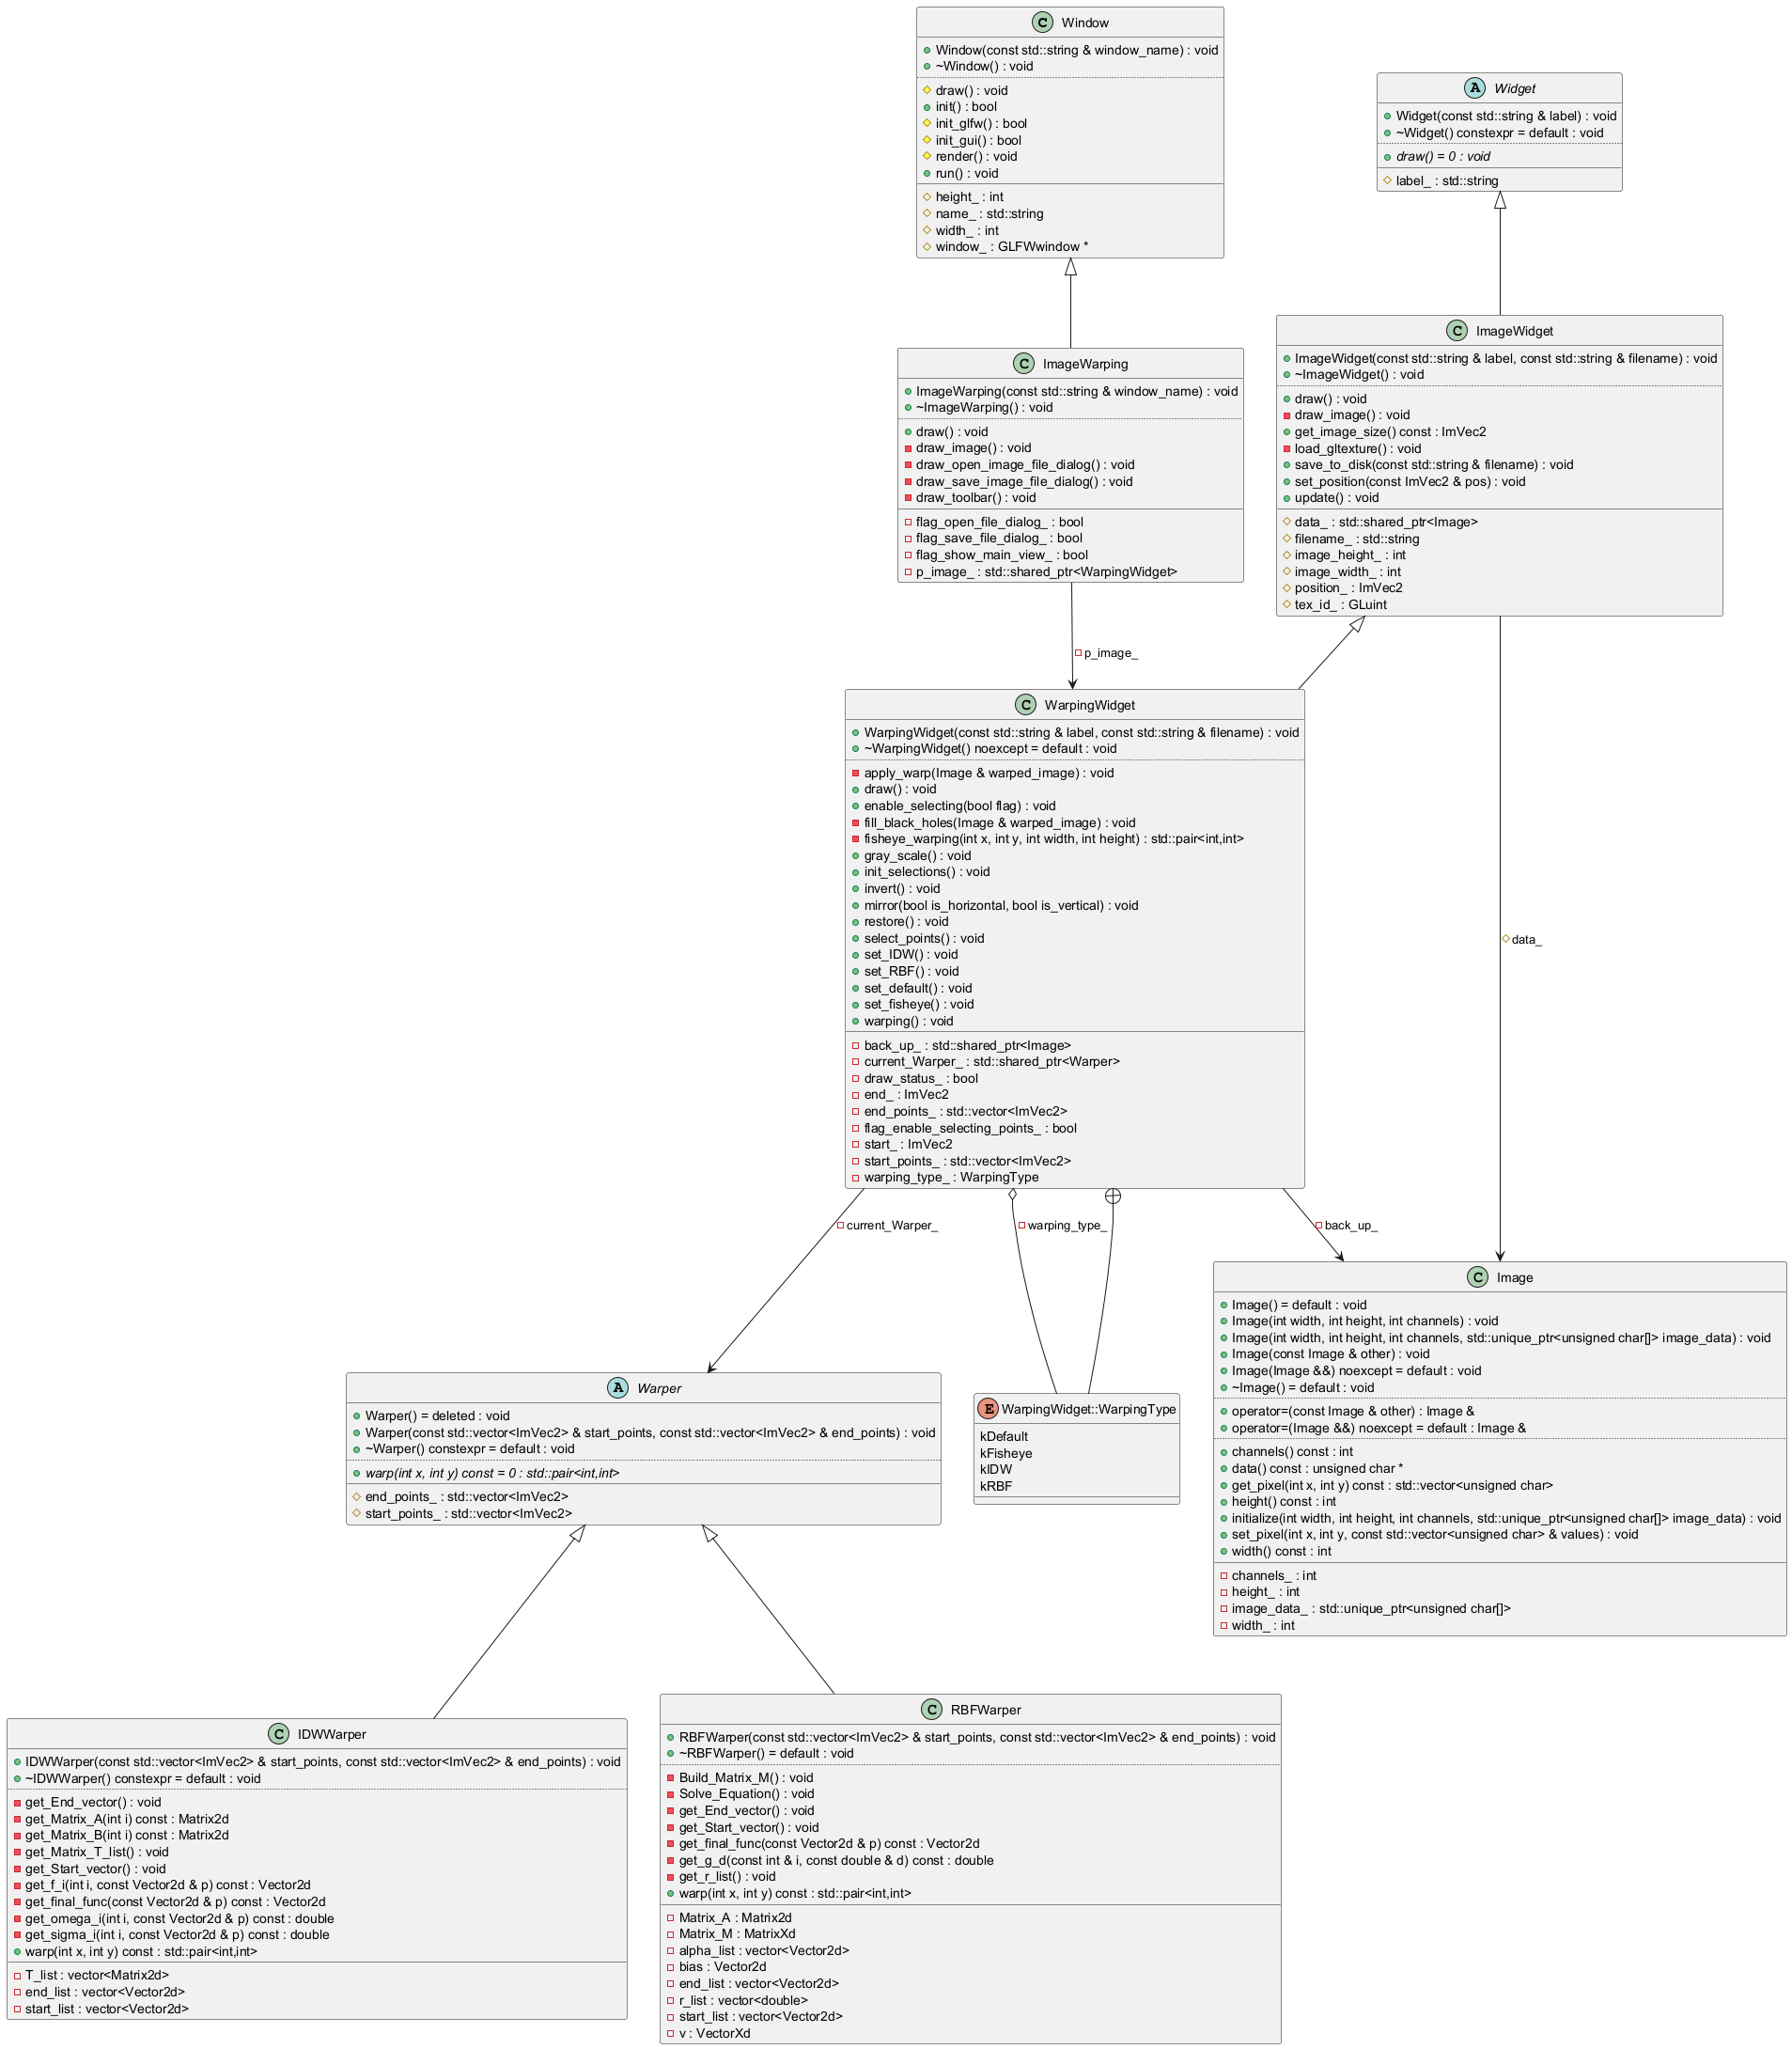 C Window
Window(const std::string & window_name) : void
~Window() : void
draw() : void
init() : bool
init_glfw() : bool
init_gui() : bool
render() : void
run() : void
height_ : int
name_ : std::string
width_ : int
window_ : GLFWwindow *
A Widget
Widget(const std::string & label) : void
~Widget() constexpr = default : void
draw() = 0 : void
label_ : std::string
C ImageWarping
ImageWarping(const std::string & window_name) : void
~ImageWarping() : void
draw() : void
draw_image() : void
draw_open_image_file_dialog() : void
draw_save_image_file_dialog() : void
draw_toolbar() : void
flag_open_file_dialog_ : bool
flag_save_file_dialog_ : bool
flag_show_main_view_ : bool
p_image_ : std::shared_ptr<WarpingWidget>
C ImageWidget
ImageWidget(const std::string & label, const std::string & filename) : void
~ImageWidget() : void
draw() : void
draw_image() : void
get_image_size() const : ImVec2
load_gltexture() : void
save_to_disk(const std::string & filename) : void
set_position(const ImVec2 & pos) : void
update() : void
data_ : std::shared_ptr<Image>
filename_ : std::string
image_height_ : int
image_width_ : int
position_ : ImVec2
tex_id_ : GLuint
p_image_
C WarpingWidget
WarpingWidget(const std::string & label, const std::string & filename) : void
~WarpingWidget() noexcept = default : void
apply_warp(Image & warped_image) : void
draw() : void
enable_selecting(bool flag) : void
fill_black_holes(Image & warped_image) : void
fisheye_warping(int x, int y, int width, int height) : std::pair<int,int>
gray_scale() : void
init_selections() : void
invert() : void
mirror(bool is_horizontal, bool is_vertical) : void
restore() : void
select_points() : void
set_IDW() : void
set_RBF() : void
set_default() : void
set_fisheye() : void
warping() : void
back_up_ : std::shared_ptr<Image>
current_Warper_ : std::shared_ptr<Warper>
draw_status_ : bool
end_ : ImVec2
end_points_ : std::vector<ImVec2>
flag_enable_selecting_points_ : bool
start_ : ImVec2
start_points_ : std::vector<ImVec2>
warping_type_ : WarpingType
data_
current_Warper_
warping_type_
back_up_
A Warper
Warper() = deleted : void
Warper(const std::vector<ImVec2> & start_points, const std::vector<ImVec2> & end_points) : void
~Warper() constexpr = default : void
warp(int x, int y) const = 0 : std::pair<int,int>
end_points_ : std::vector<ImVec2>
start_points_ : std::vector<ImVec2>
E WarpingWidget::WarpingType
kDefault
kFisheye
kIDW
kRBF
C Image
Image() = default : void
Image(int width, int height, int channels) : void
Image(int width, int height, int channels, std::unique_ptr<unsigned char[]> image_data) : void
Image(const Image & other) : void
Image(Image &&) noexcept = default : void
~Image() = default : void
operator=(const Image & other) : Image &
operator=(Image &&) noexcept = default : Image &
channels() const : int
data() const : unsigned char *
get_pixel(int x, int y) const : std::vector<unsigned char>
height() const : int
initialize(int width, int height, int channels, std::unique_ptr<unsigned char[]> image_data) : void
set_pixel(int x, int y, const std::vector<unsigned char> & values) : void
width() const : int
channels_ : int
height_ : int
image_data_ : std::unique_ptr<unsigned char[]>
width_ : int
C IDWWarper
IDWWarper(const std::vector<ImVec2> & start_points, const std::vector<ImVec2> & end_points) : void
~IDWWarper() constexpr = default : void
get_End_vector() : void
get_Matrix_A(int i) const : Matrix2d
get_Matrix_B(int i) const : Matrix2d
get_Matrix_T_list() : void
get_Start_vector() : void
get_f_i(int i, const Vector2d & p) const : Vector2d
get_final_func(const Vector2d & p) const : Vector2d
get_omega_i(int i, const Vector2d & p) const : double
get_sigma_i(int i, const Vector2d & p) const : double
warp(int x, int y) const : std::pair<int,int>
T_list : vector<Matrix2d>
end_list : vector<Vector2d>
start_list : vector<Vector2d>
C RBFWarper
RBFWarper(const std::vector<ImVec2> & start_points, const std::vector<ImVec2> & end_points) : void
~RBFWarper() = default : void
Build_Matrix_M() : void
Solve_Equation() : void
get_End_vector() : void
get_Start_vector() : void
get_final_func(const Vector2d & p) const : Vector2d
get_g_d(const int & i, const double & d) const : double
get_r_list() : void
warp(int x, int y) const : std::pair<int,int>
Matrix_A : Matrix2d
Matrix_M : MatrixXd
alpha_list : vector<Vector2d>
bias : Vector2d
end_list : vector<Vector2d>
r_list : vector<double>
start_list : vector<Vector2d>
v : VectorXd